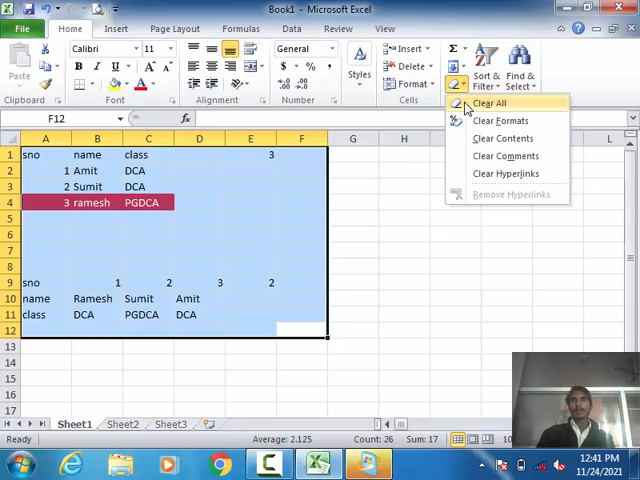 Book1 - Microsoft Excel
File Home Insert Page Layout Formulas Data Review View
Calibri 11 General Insert Σ
Paste B I U $ % , Styles Delete Sort & Find &
A Format Filter Select
Clipboard Font Alignment Number Cells
Clear All
Clear Formats
Clear Contents
Clear Comments
Clear Hyperlinks
Remove Hyperlinks
F12 fx
A B C D E F G H L
1 sno name class 3
2 1 Amit DCA
3 2 Sumit DCA
4 3 ramesh PGDCA
5
6
7
8
9 sno 1 2 3 2
10 name Ramesh Sumit Amit
11 class DCA PGDCA DCA
12
13
14
15
16
17
Sheet1 Sheet2 Sheet3
Ready Average: 2.125 Count: 26 Sum: 17
12:41 PM
11/24/2021